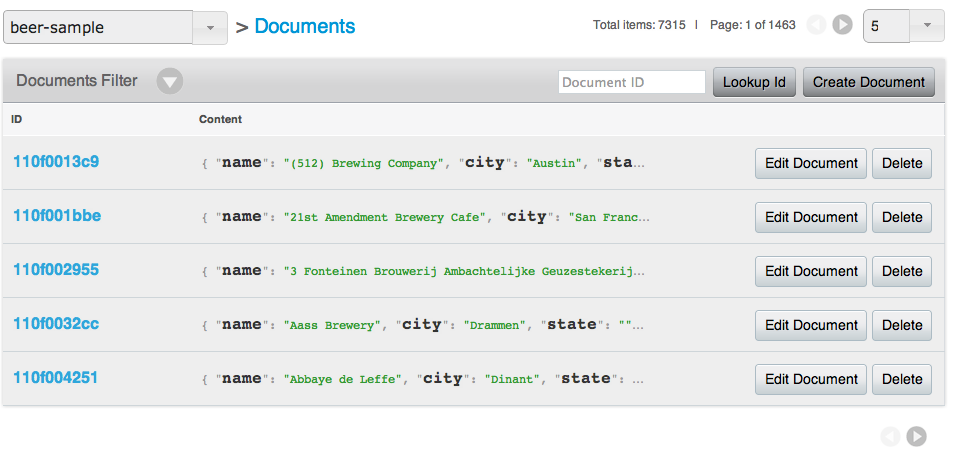 beer-sample > Documents Total items: 7315 | Page: 1 of 1463 5
Documents Filter Document ID Lookup Id Create Document
ID Content
110f0013c9 { "name": "(512) Brewing Company", "city": "Austin", "sta... Edit Document Delete
110f001bbe { "name": "21st Amendment Brewery Cafe", "city": "San Franc... Edit Document Delete
110f002955 { "name": "3 Fonteinen Brouwerij Ambachtelijke Geuzestekerij... Edit Document Delete
110f0032cc { "name": "Aass Brewery", "city": "Drammen", "state": ""... Edit Document Delete
110f004251 { "name": "Abbaye de Leffe", "city": "Dinant", "state": ... Edit Document Delete